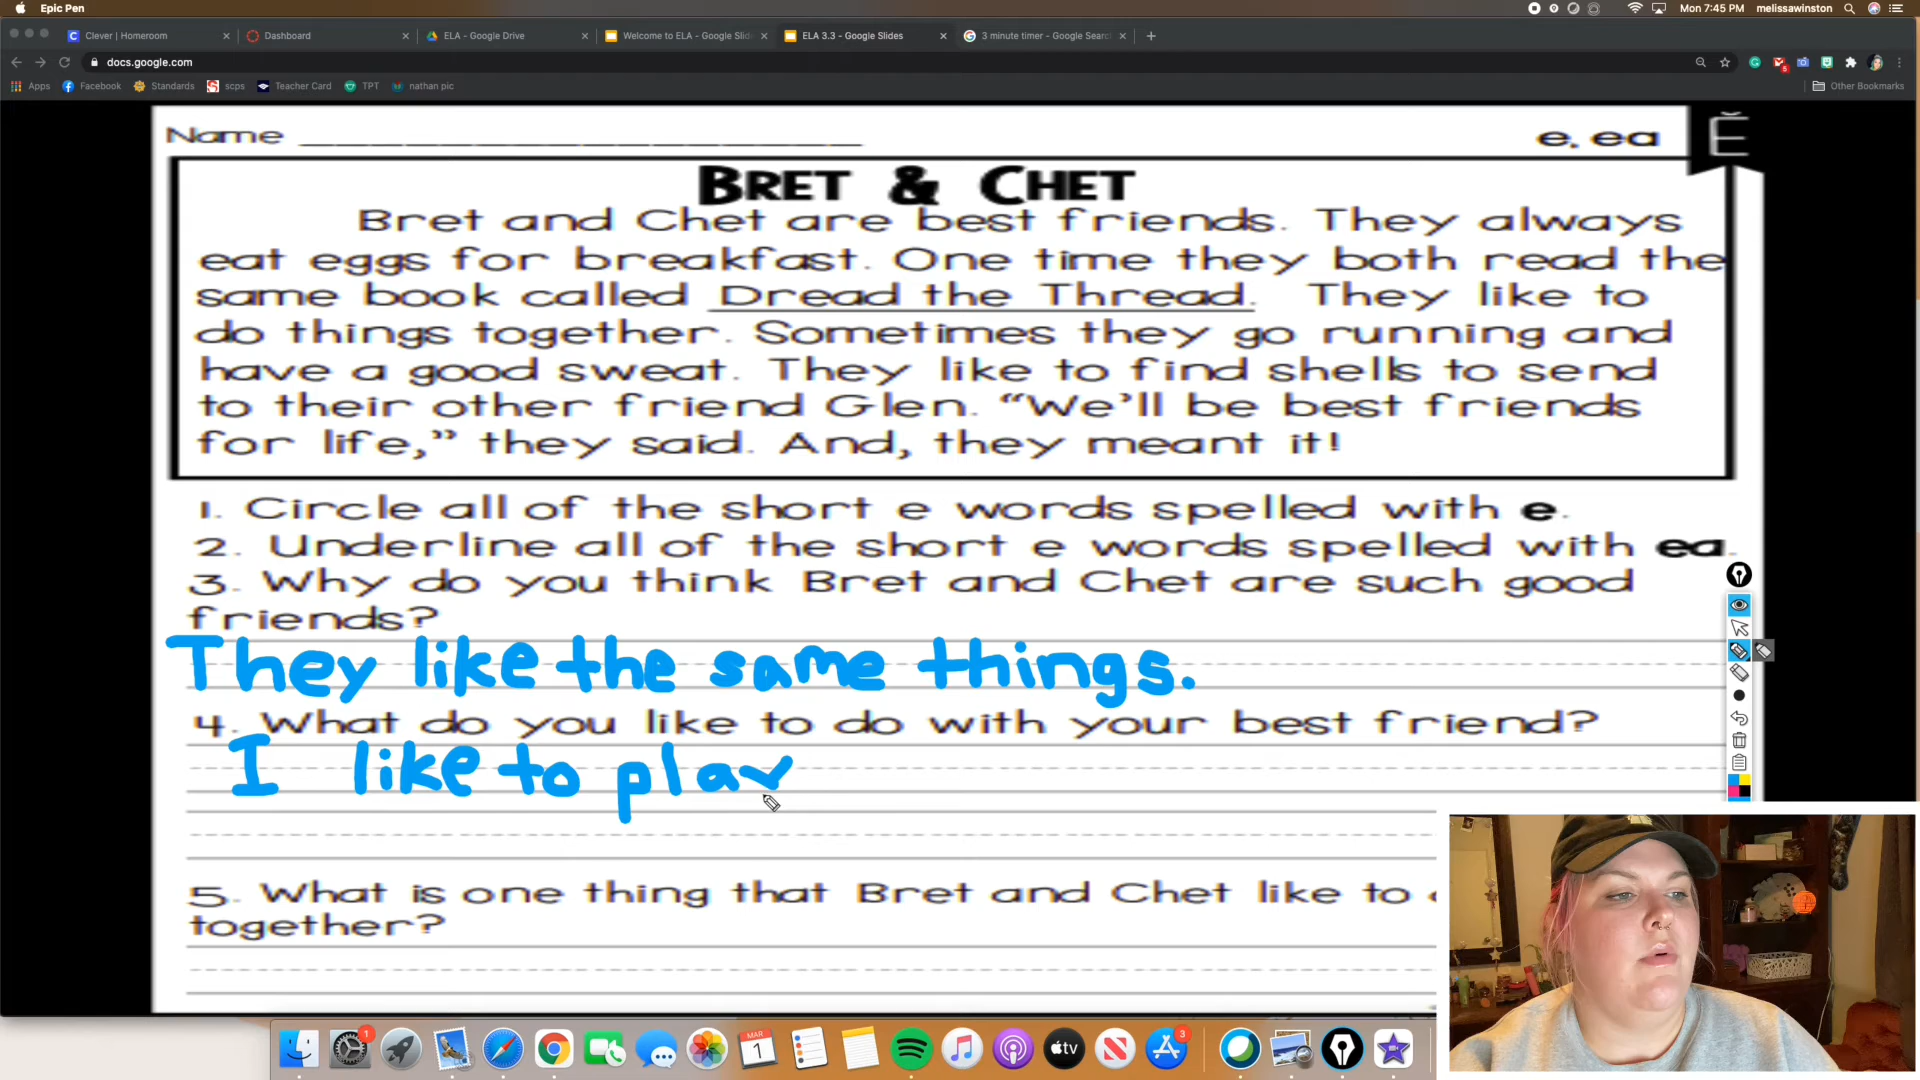 Epic Pen
Mon 7:45 PM melissawinston
Clever | Homeroom
Dashboard
ELA - Google Drive
Welcome to ELA - Google Slid
ELA 3.3 - Google Slides
3 minute timer - Google Searc
docs.google.com
Apps Facebook Standards scps Teacher Card TPT nathan pic Other Bookmarks
Name e, ea Ĕ
BRET & CHET
Bret and Chet are best friends. They always
eat eggs for breakfast. One time they both read the
same book called Dread the Thread. They like to
do things together. Sometimes they go running and
have a good sweat. They like to find shells to send
to their other friend Glen. “We’ll be best friends
for life,” they said. And, they meant it!
1. Circle all of the short e words spelled with e.
2. Underline all of the short e words spelled with ea.
3. Why do you think Bret and Chet are such good
friends?
They like the same things.
4. What do you like to do with your best friend?
I like to play
5. What is one thing that Bret and Chet like to
together?
MAR
1
tv
1
3